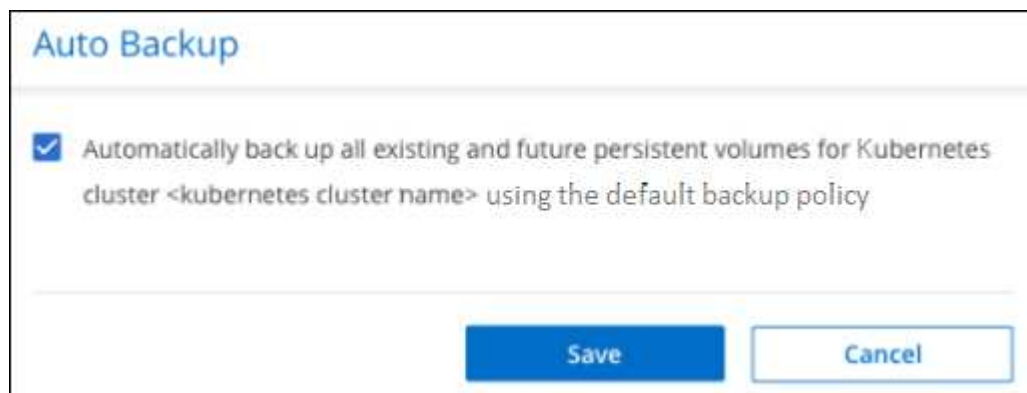 Auto Backup
Automatically back up all existing and future persistent volumes for Kubernetes
cluster <kubernetes cluster name> using the default backup policy
Save
Cancel